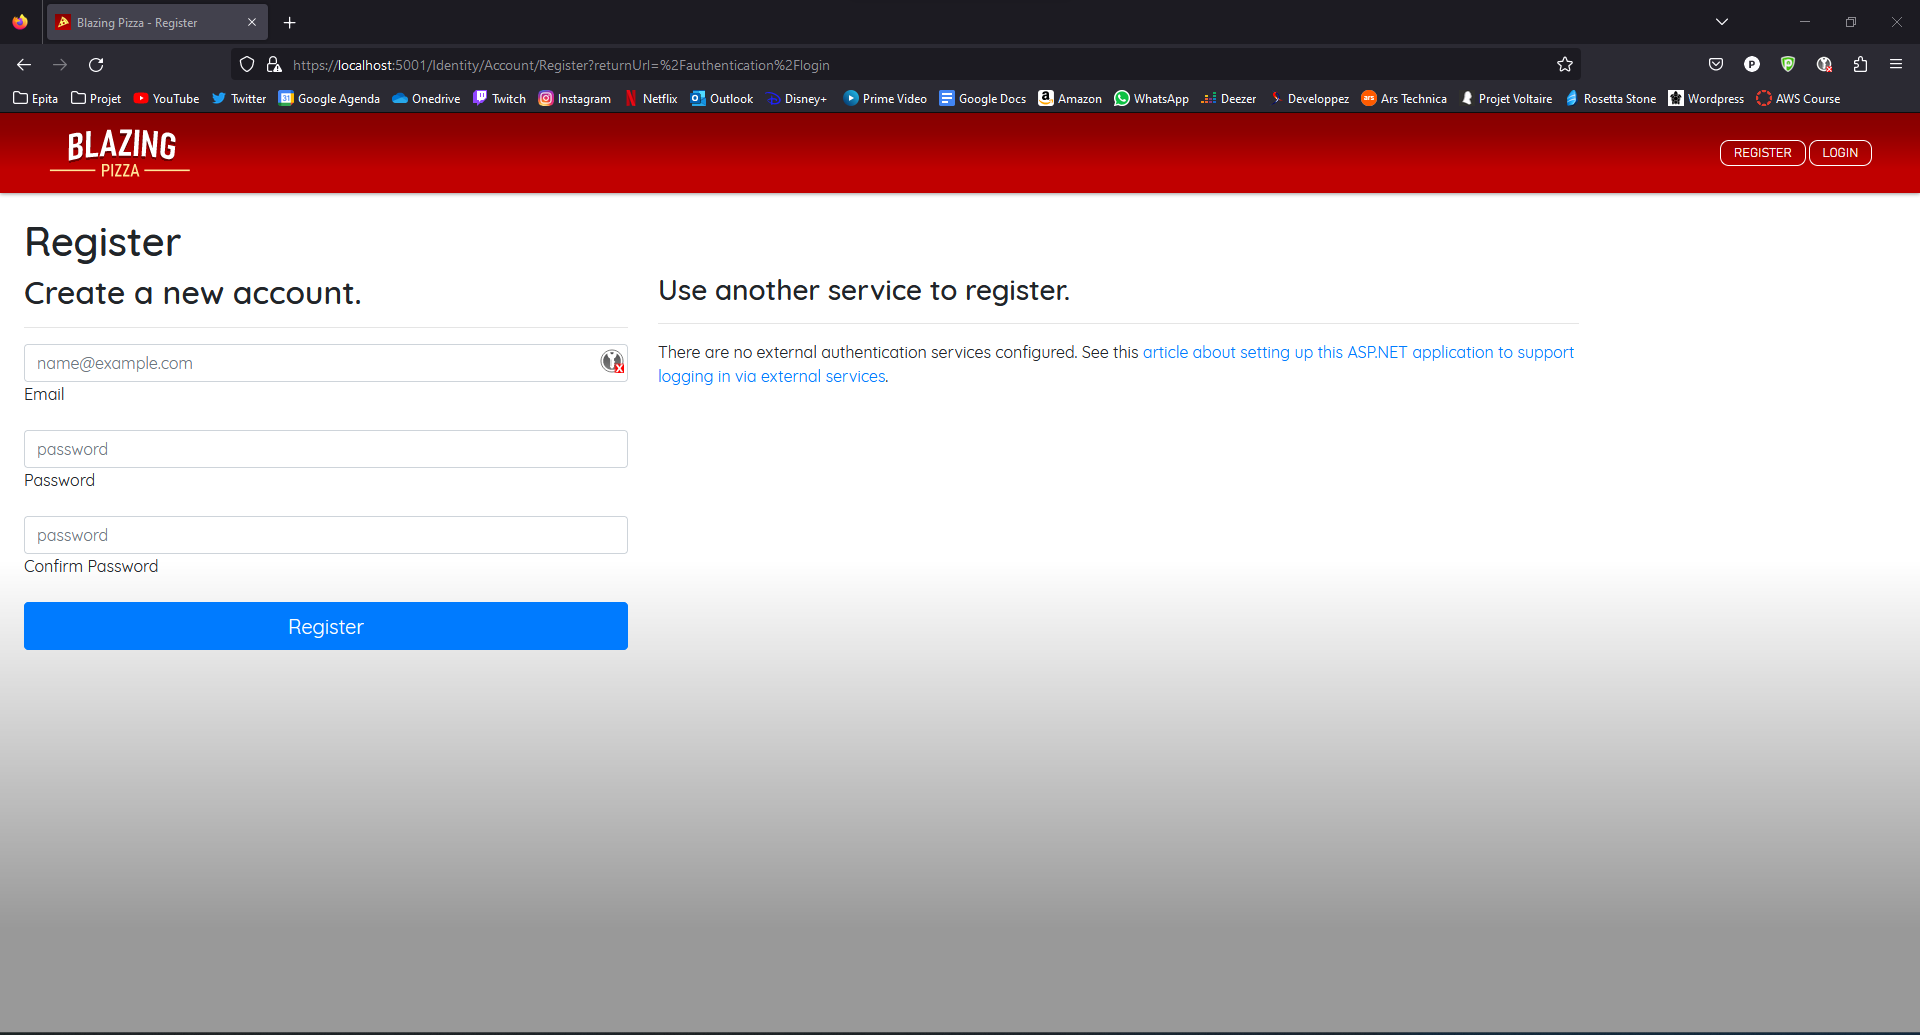 Blazing Pizza - Register
https://localhost:5001/Identity/Account/Register?returnUrl=%2Fauthentication%2Flogin
Epita Projet YouTube Twitter 31 Google Agenda Onedrive Twitch Instagram Netflix Outlook Disney+ Prime Video Google Docs Amazon WhatsApp Deezer Developpez ars Ars Technica Projet Voltaire Rosetta Stone Wordpress AWS Course
BLAZING
PIZZA
REGISTER LOGIN
Register
Create a new account.
name@example.com
Email
password
Password
password
Confirm Password
Register
Use another service to register.
There are no external authentication services configured. See this article about setting up this ASP.NET application to support
logging in via external services.